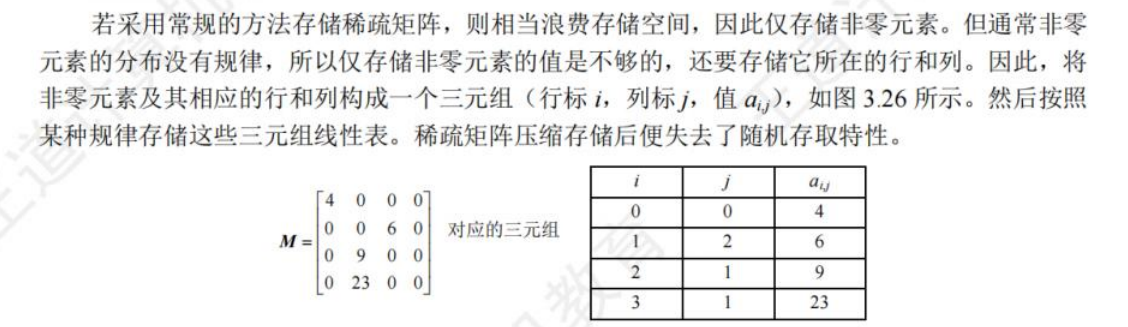 若采用常规的方法存储稀疏矩阵，则相当浪费存储空间，因此仅存储非零元素。但通常非零
元素的分布没有规律，所以仅存储非零元素的值是不够的，还要存储它所在的行和列。因此，将
非零元素及其相应的行和列构成一个三元组（行标 i，列标 j，值 a_{i,j}），如图 3.26 所示。然后按照
某种规律存储这些三元组线性表。稀疏矩阵压缩存储后便失去了随机存取特性。
M =
4 0 0 0
0 0 6 0
0 9 0 0
0 23 0 0
对应的三元组
i j a_{i,j}
0 0 4
1 2 6
2 1 9
3 1 23